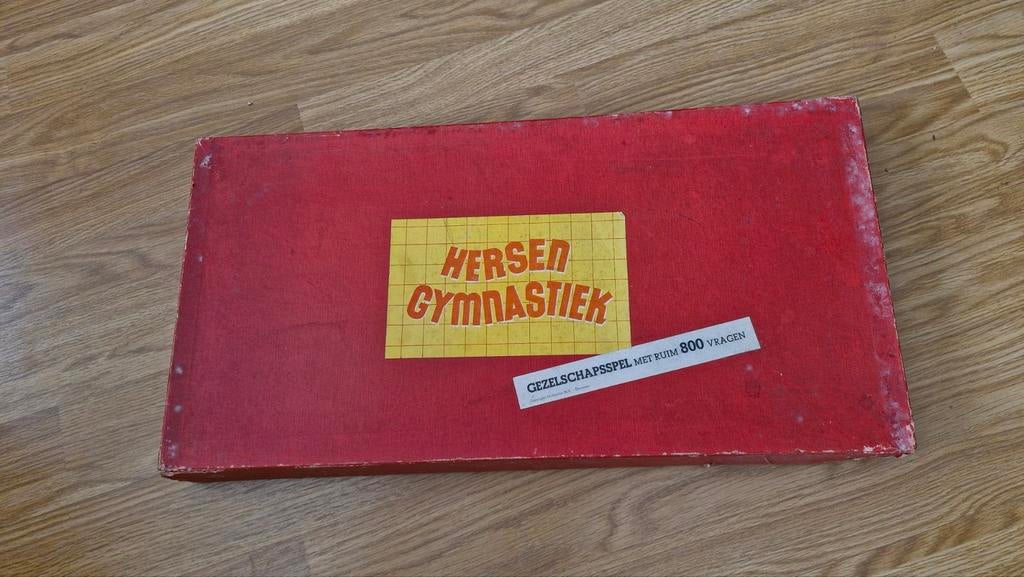 HERSEN
GYMNASTIEK
GEZELSCHAPSSPEL MET RUIM 800 VRAGEN